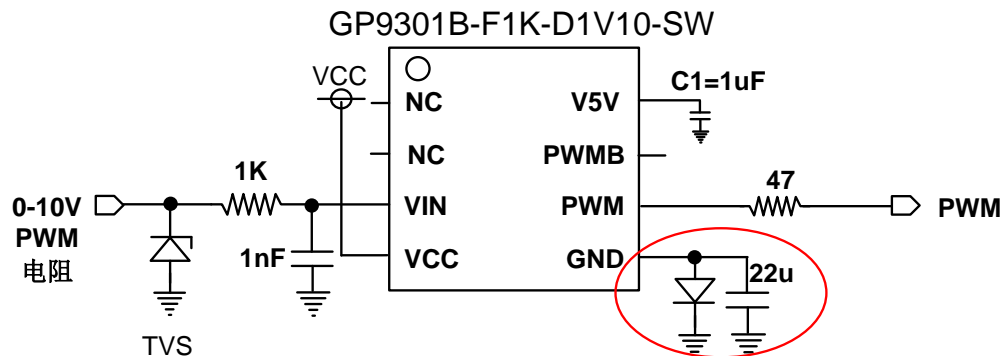 GP9301B-F1K-D1V10-SW
VCC
NC
V5V
C1=1uF
NC
PWMB
1K
47
0-10V
VIN
PWM
PWM
PWM
电阻
1nF
VCC
GND
22u
TVS